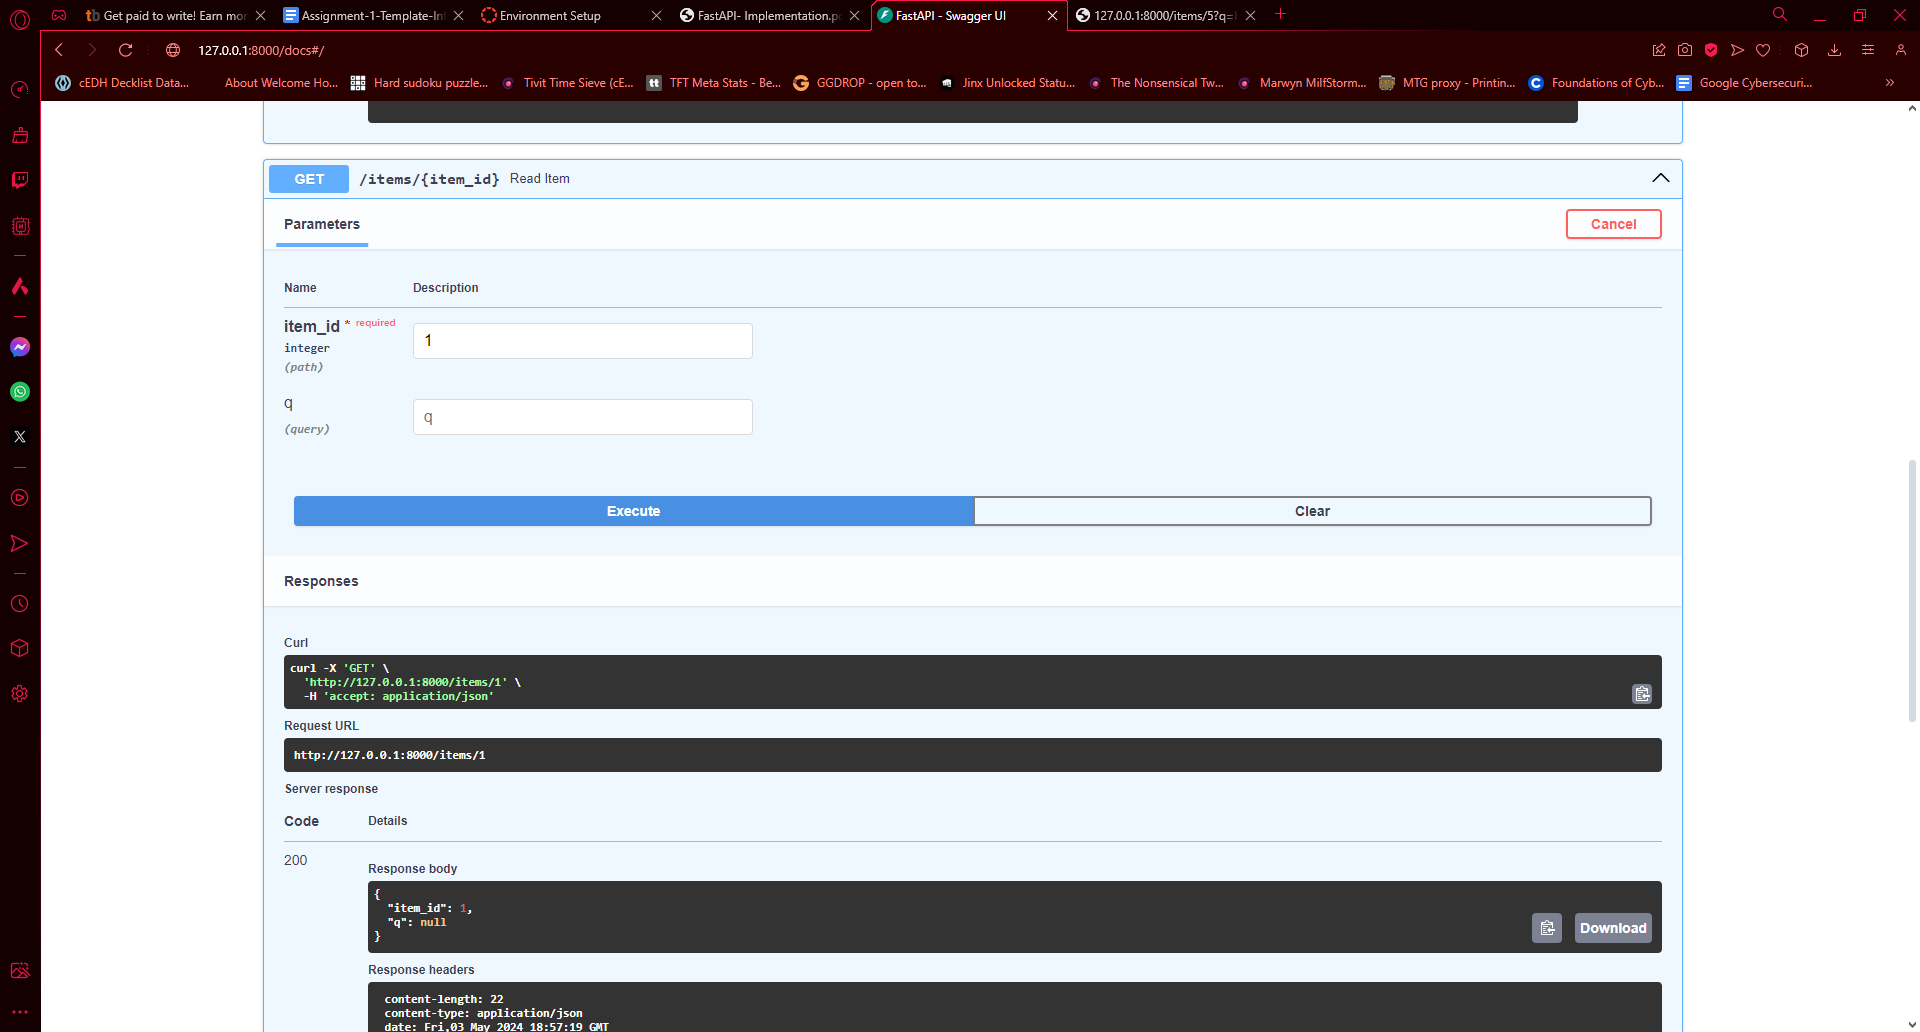 Get paid to write! Earn mor
Assignment-1-Template-Int
Environment Setup
FastAPI- Implementation.pd
FastAPI - Swagger UI
127.0.0.1:8000/items/5?q=
127.0.0.1:8000/docs#/
cEDH Decklist Data...
About Welcome Ho...
Hard sudoku puzzle...
Tivit Time Sieve (cE...
TFT Meta Stats - Be...
GGDROP - open to...
Jinx Unlocked Statu...
The Nonsensical Tw...
Marwyn MilfStorm...
MTG proxy - Printin...
Foundations of Cyb...
Google Cybersecuri...
GET /items/{item_id} Read Item
Parameters
Cancel
Name Description
item_id * required
integer
(path)
1
q
(query)
q
Execute Clear
Responses
Curl
curl -X 'GET' \
'http://127.0.0.1:8000/items/1' \
-H 'accept: application/json'
Request URL
http://127.0.0.1:8000/items/1
Server response
Code Details
200
Response body
{
"item_id": 1,
"q": null
}
Download
Response headers
content-length: 22
content-type: application/json
date: Fri,03 May 2024 18:57:19 GMT